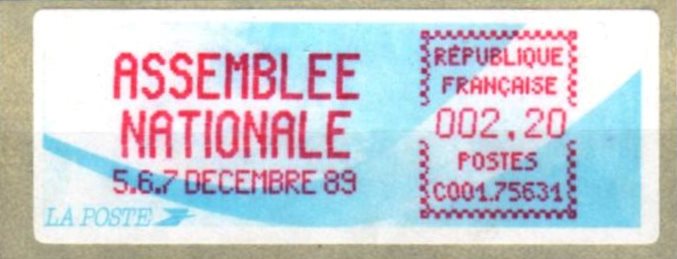 ASSEMBLEE
NATIONALE
5.6.7 DECEMBRE 89
LA POSTE
RÉPUBLIQUE
FRANÇAISE
002,20
POSTES
C001.75631